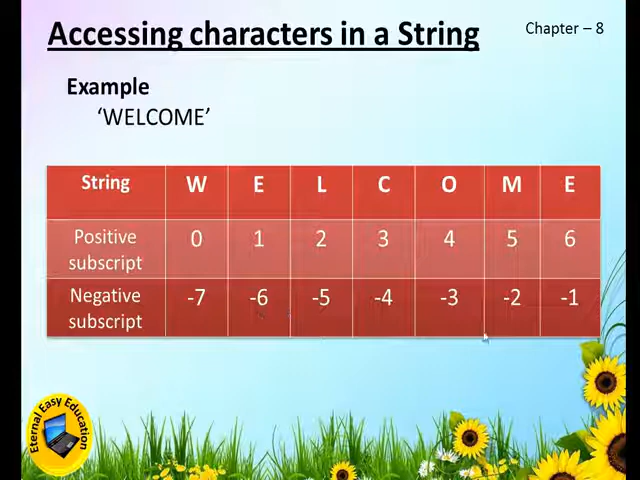 Accessing characters in a String
Chapter – 8
Example
‘WELCOME’
String W E L C O M E
Positive subscript 0 1 2 3 4 5 6
Negative subscript -7 -6 -5 -4 -3 -2 -1
Eternal Easy Education